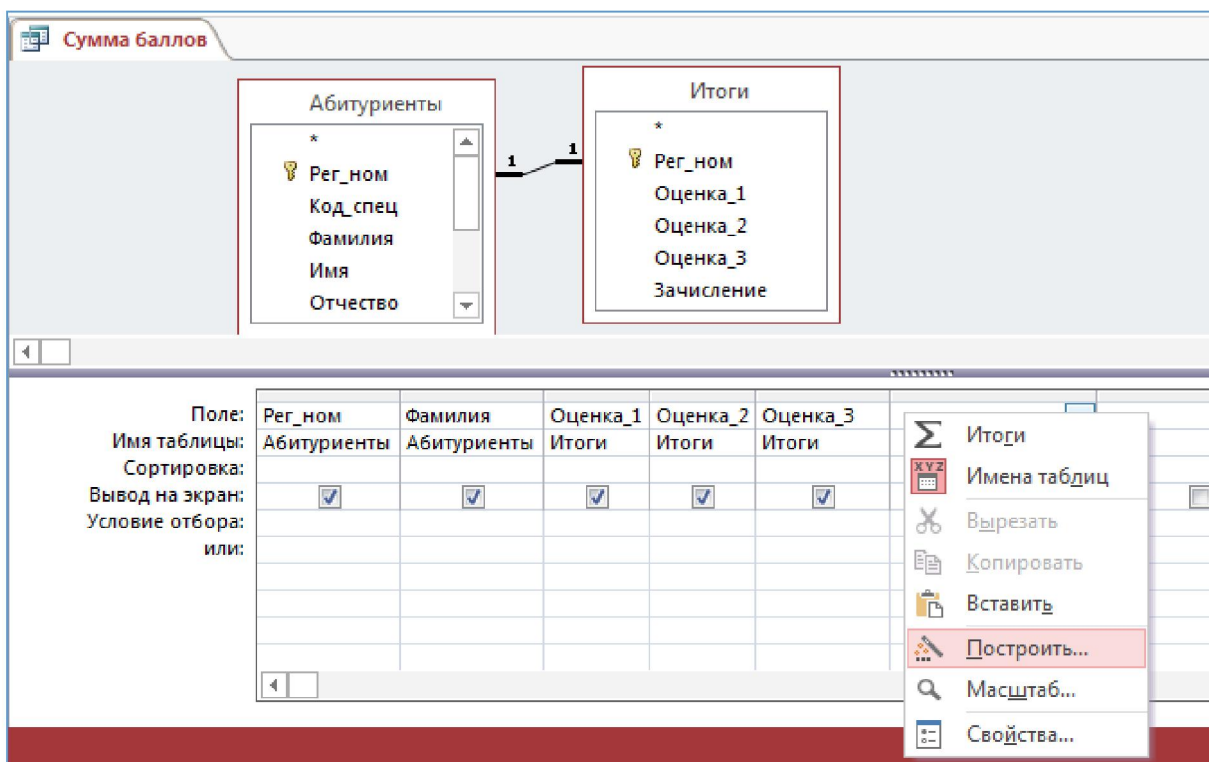 Сумма баллов
Абитуриенты
*
Рег_ном
Код_спец
Фамилия
Имя
Отчество
1
1
Итоги
*
Рег_ном
Оценка_1
Оценка_2
Оценка_3
Зачисление
Поле: Рег_ном Фамилия Оценка_1 Оценка_2 Оценка_3
Имя таблицы: Абитуриенты Абитуриенты Итоги Итоги Итоги
Сортировка:
Вывод на экран:
Условие отбора:
или:
Итоги
XYZ Имена таблиц
Вырезать
Копировать
Вставить
Построить...
Масштаб...
Свойства...